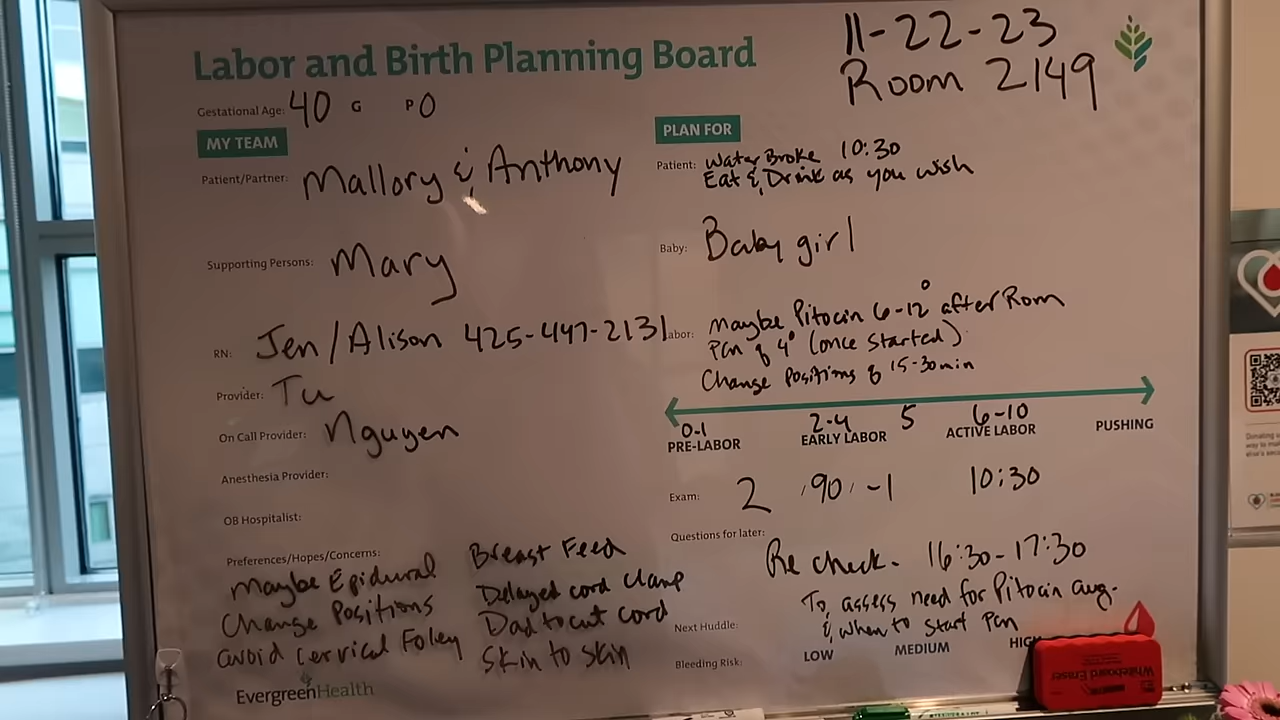 11-22-23
Room 2149
Labor and Birth Planning Board
Gestational Age: 40 G P 0
MY TEAM
Patient/Partner: Mallory & Anthony
Supporting Persons: Mary
RN: Jen/Alison 425-447-2131
Provider: Tu
On Call Provider: Nguyen
Anesthesia Provider:
OB Hospitalist:
Preferences/Hopes/Concerns:
Maybe Epidural
Change Positions
avoid Cervical Foley
Breast Feed
Delayed cord clamp
Dad to cut cord
Skin to skin
EvergreenHealth
PLAN FOR
Patient: Water Broke 10:30
Eat & Drink as you wish
Baby: Baby girl
Labor: Maybe Pitocin 6-12° after Rom
PCN q 4° (once started)
Change Positions q 15-30min
0-1 2-4 5 6-10
PRE-LABOR EARLY LABOR ACTIVE LABOR PUSHING
Exam: 2 /90/ -1 10:30
Questions for later:
Re check - 16:30-17:30
To assess need for Pitocin aug.
& when to start PCN
Next Huddle:
Bleeding Risk: LOW MEDIUM HIGH
Whiteboard Eraser